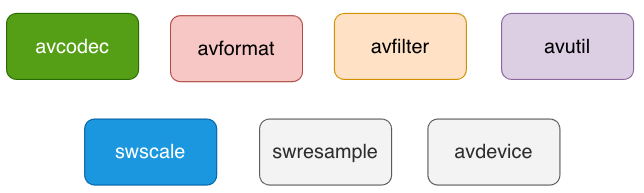 avcodec
avformat
avfilter
avutil
swscale
swresample
avdevice